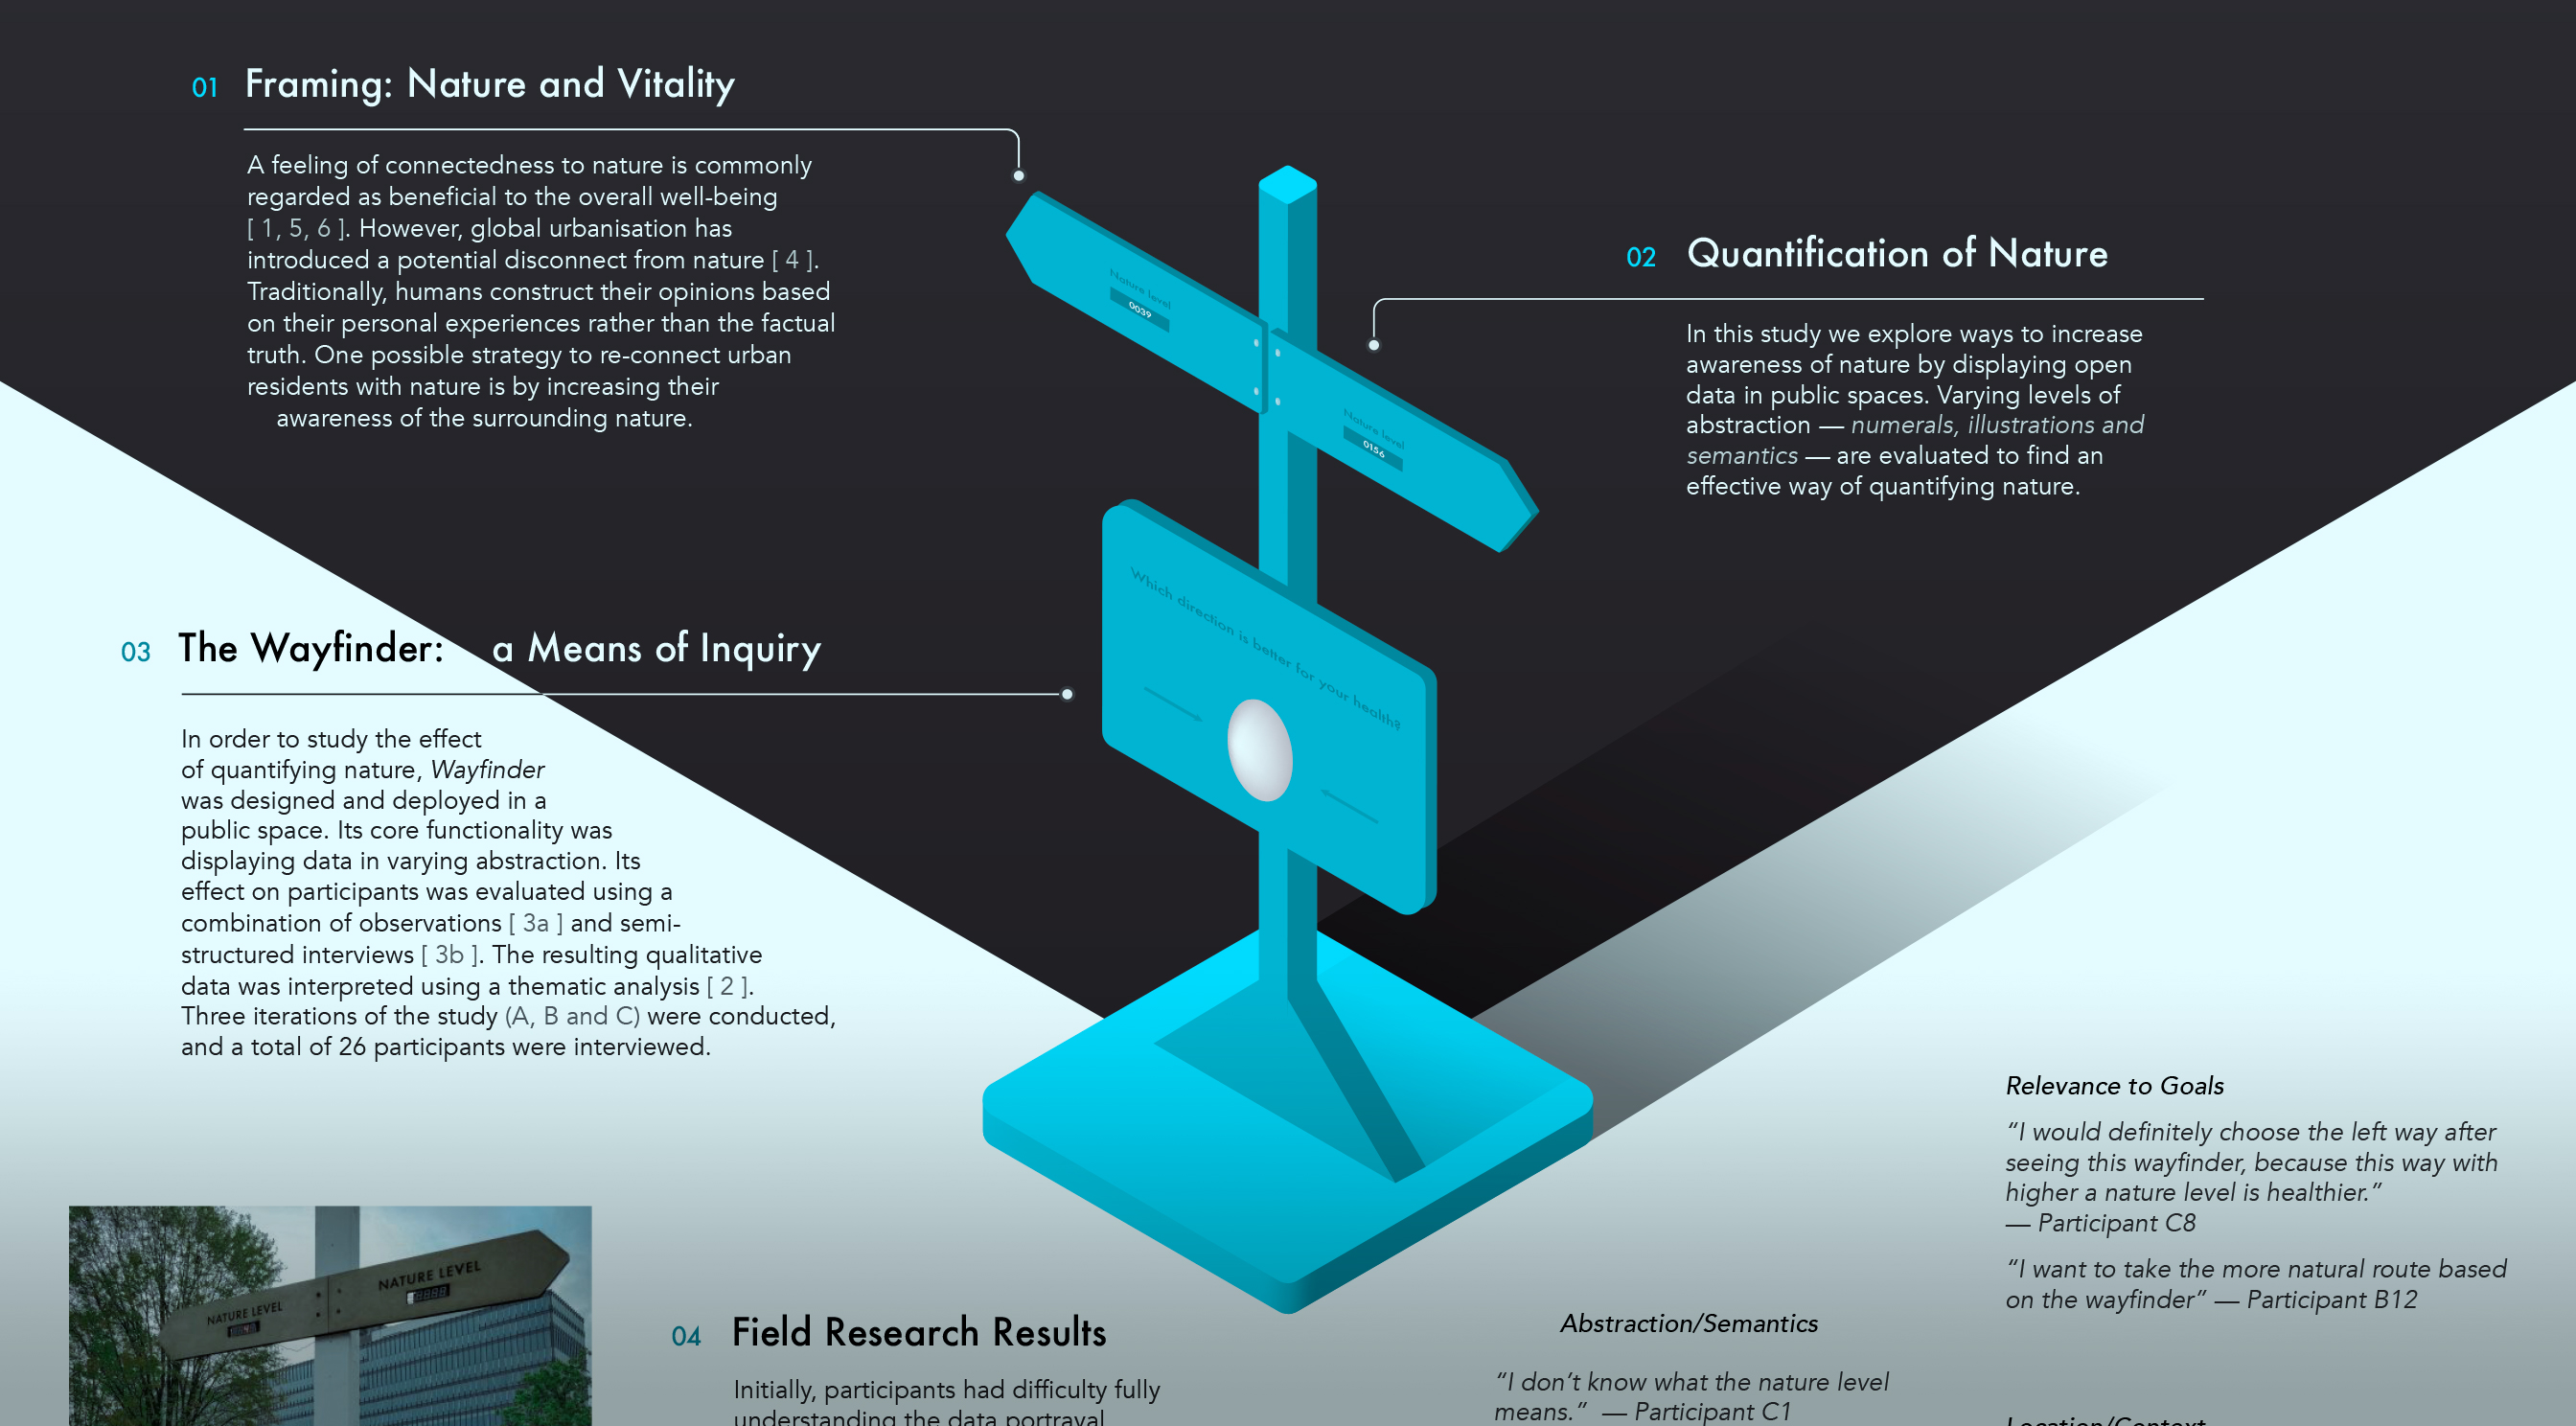 01 Framing: Nature and Vitality
A feeling of connectedness to nature is commonly
regarded as beneficial to the overall well-being
[ 1, 5, 6 ]. However, global urbanisation has
introduced a potential disconnect from nature [ 4 ].
Traditionally, humans construct their opinions based
on their personal experiences rather than the factual
truth. One possible strategy to re-connect urban
residents with nature is by increasing their
awareness of the surrounding nature.
02 Quantification of Nature
In this study we explore ways to increase
awareness of nature by displaying open
data in public spaces. Varying levels of
abstraction — numerals, illustrations and
semantics — are evaluated to find an
effective way of quantifying nature.
Nature level
0039
Nature level
0156
Which direction is better for your health?
03 The Wayfinder: a Means of Inquiry
In order to study the effect
of quantifying nature, Wayfinder
was designed and deployed in a
public space. Its core functionality was
displaying data in varying abstraction. Its
effect on participants was evaluated using a
combination of observations [ 3a ] and semi-
structured interviews [ 3b ]. The resulting qualitative
data was interpreted using a thematic analysis [ 2 ].
Three iterations of the study (A, B and C) were conducted,
and a total of 26 participants were interviewed.
NATURE LEVEL
NATURE LEVEL
04 Field Research Results
Initially, participants had difficulty fully
understanding the data portrayal
Abstraction/Semantics
“I don’t know what the nature level
means.” — Participant C1
Relevance to Goals
“I would definitely choose the left way after
seeing this wayfinder, because this way with
higher a nature level is healthier.”
— Participant C8
“I want to take the more natural route based
on the wayfinder” — Participant B12
Location/Context